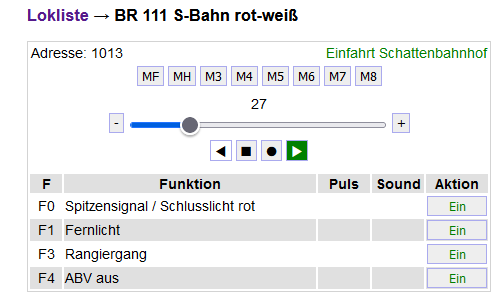 Lokliste → BR 111 S-Bahn rot-weiß
Adresse: 1013 Einfahrt Schattenbahnhof
MF MH M3 M4 M5 M6 M7 M8
27
- +
◀ ■ ● ▶
F Funktion Puls Sound Aktion
F0 Spitzensignal / Schlusslicht rot Ein
F1 Fernlicht Ein
F3 Rangiergang Ein
F4 ABV aus Ein